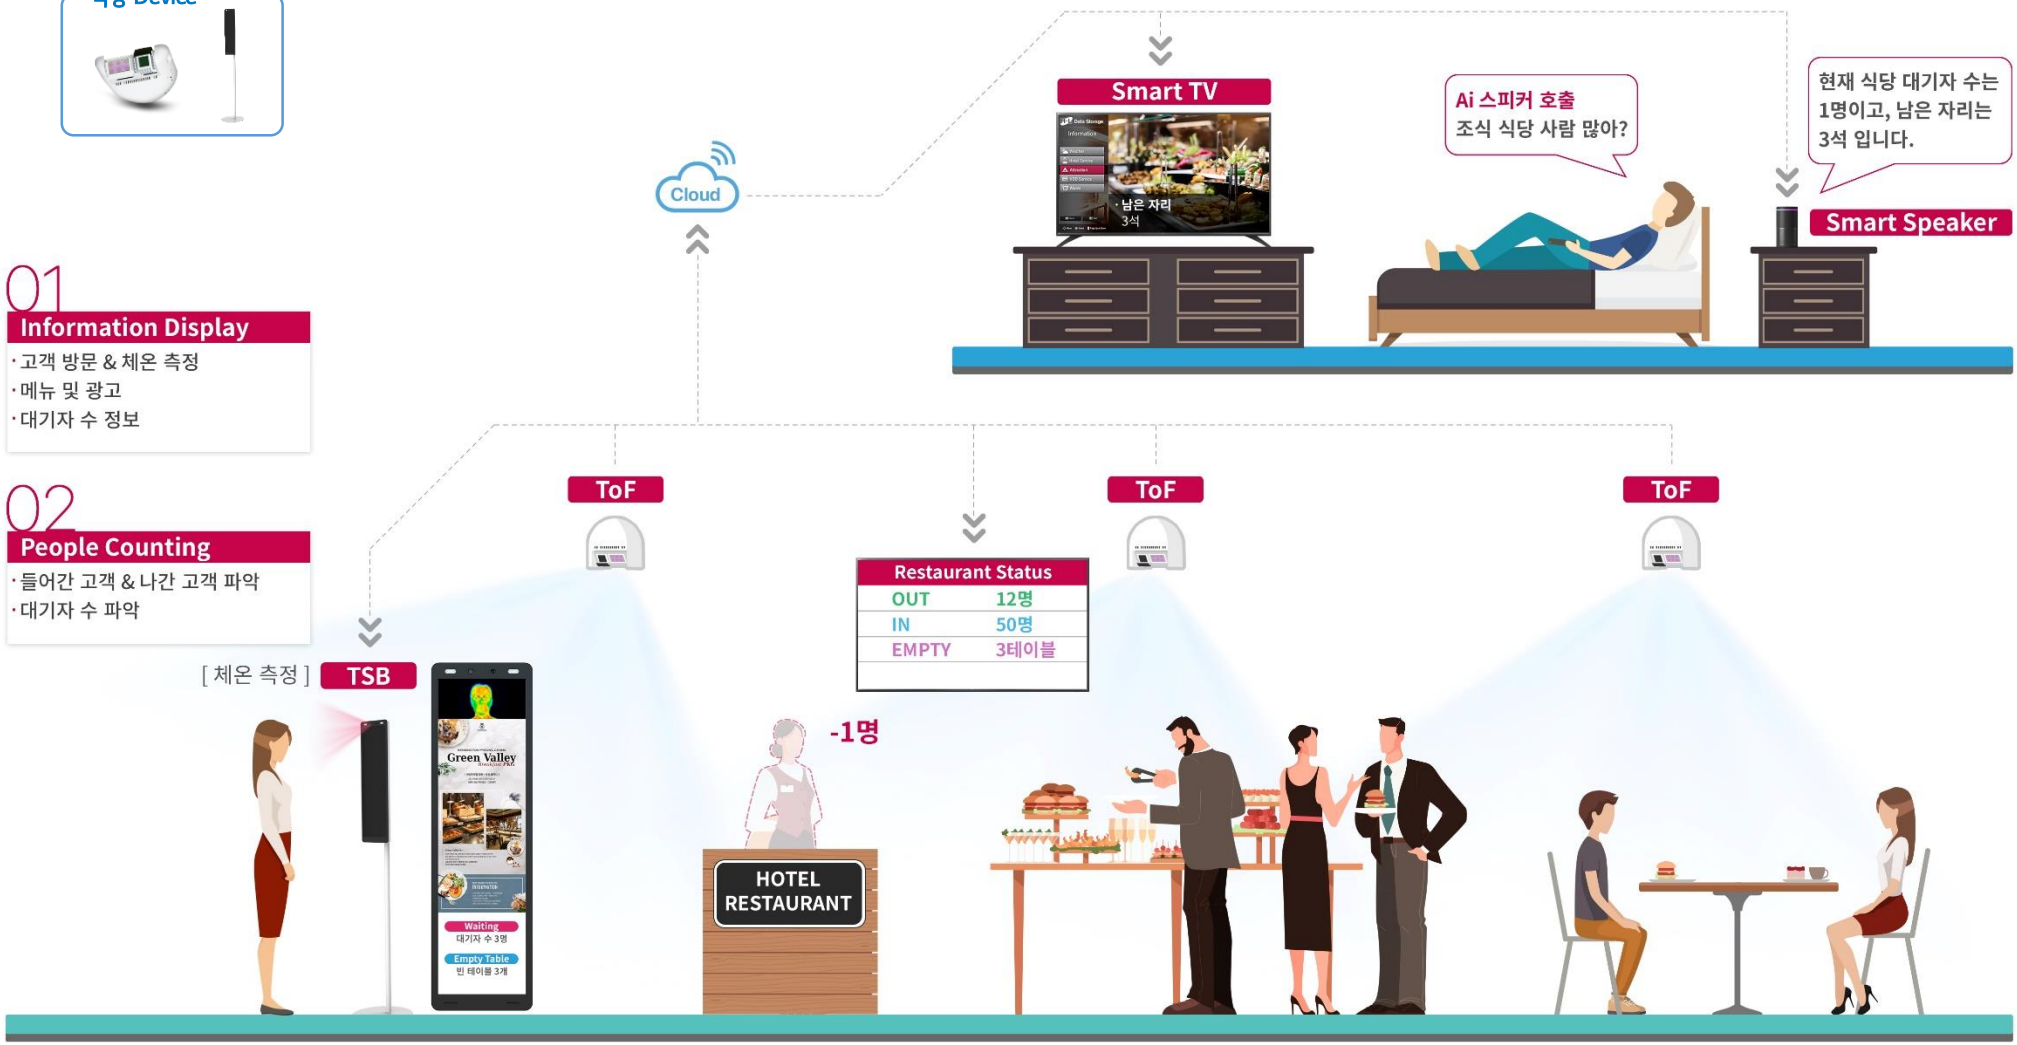 Device
Smart TV
Data Storage
Information
Attraction
· 남은 자리
3석
Ai 스피커 호출
조식 식당 사람 많아?
현재 식당 대기자 수는
1명이고, 남은 자리는
3석 입니다.
Smart Speaker
Cloud
01
Information Display
· 고객 방문 & 체온 측정
· 메뉴 및 광고
· 대기자 수 정보
02
People Counting
· 들어간 고객 & 나간 고객 파악
· 대기자 수 파악
ToF
ToF
ToF
Restaurant Status
OUT 12명
IN 50명
EMPTY 3테이블
[ 체온 측정 ]
TSB
Green Valley
Waiting
대기자 수 3명
Empty Table
빈 테이블 3개
-1명
HOTEL
RESTAURANT